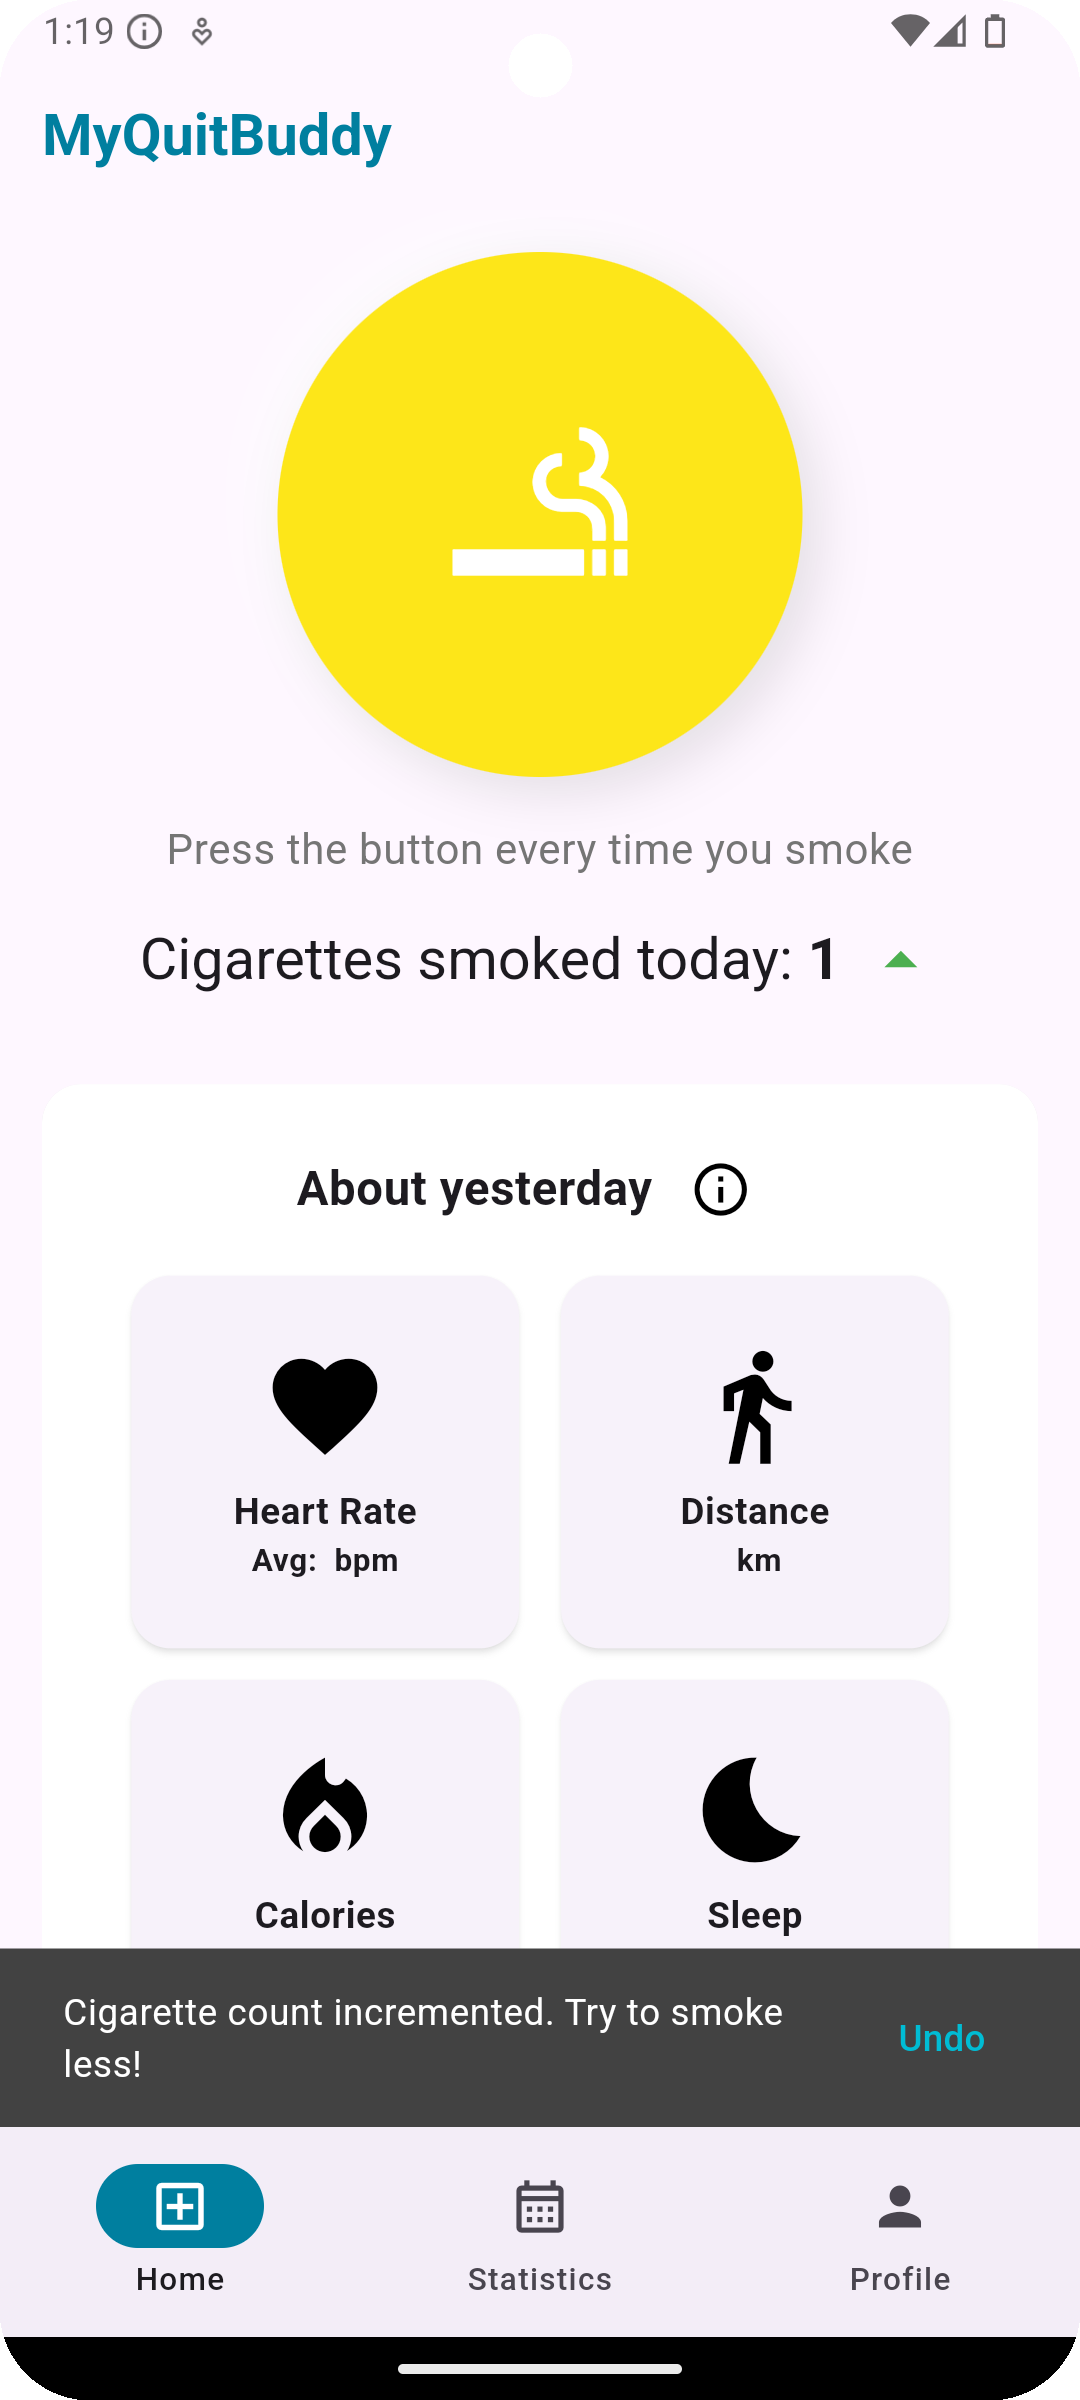 1:19
MyQuitBuddy
Press the button every time you smoke
Cigarettes smoked today: 1
About yesterday
Heart Rate
Avg:  bpm
Distance
km
Calories
Sleep
Cigarette count incremented. Try to smoke
less!
Undo
Home
Statistics
Profile